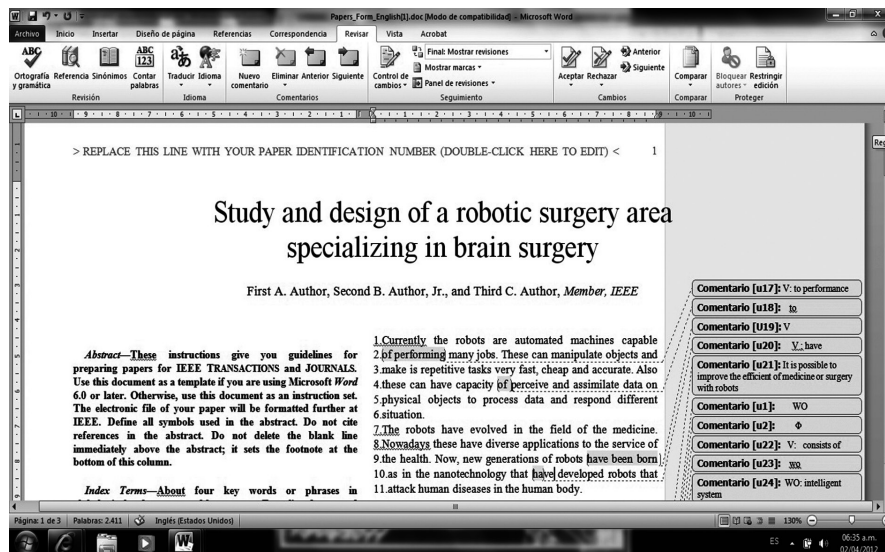 Papers_Form_English[1].doc [Modo de compatibilidad] - Microsoft Word
Archivo Inicio Insertar Diseño de página Referencias Correspondencia Revisar Vista Acrobat
ABC
Ortografía y gramática
Referencia
Sinónimos
ABC
123
Contar palabras
Revisión
Traducir
Idioma
Idioma
Nuevo comentario
Eliminar
Anterior
Siguiente
Comentarios
Control de cambios
Final: Mostrar revisiones
Mostrar marcas
Panel de revisiones
Seguimiento
Aceptar
Rechazar
Anterior
Siguiente
Cambios
Comparar
Comparar
Bloquear autores
Restringir edición
Proteger
> REPLACE THIS LINE WITH YOUR PAPER IDENTIFICATION NUMBER (DOUBLE-CLICK HERE TO EDIT) < 1
Study and design of a robotic surgery area
specializing in brain surgery
First A. Author, Second B. Author, Jr., and Third C. Author, Member, IEEE
Abstract—These instructions give you guidelines for
preparing papers for IEEE TRANSACTIONS and JOURNALS.
Use this document as a template if you are using Microsoft Word
6.0 or later. Otherwise, use this document as an instruction set.
The electronic file of your paper will be formatted further at
IEEE. Define all symbols used in the abstract. Do not cite
references in the abstract. Do not delete the blank line
immediately above the abstract; it sets the footnote at the
bottom of this column.
Index Terms—About four key words or phrases in
1.Currently the robots are automated machines capable
2.of performing many jobs. These can manipulate objects and
3.make is repetitive tasks very fast, cheap and accurate. Also
4.these can have capacity of perceive and assimilate data on
5.physical objects to process data and respond different
6.situation.
7.The robots have evolved in the field of the medicine.
8.Nowadays these have diverse applications to the service of
9.the health. Now, new generations of robots have been born
10.as in the nanotechnology that have developed robots that
11.attack human diseases in the human body.
Comentario [u17]: V: to performance
Comentario [u18]: to
Comentario [U19]: V
Comentario [u20]: V : have
Comentario [u21]: It is possible to
improve the efficient of medicine or surgery
with robots
Comentario [u1]: WO
Comentario [u2]: Φ
Comentario [u22]: V: consists of
Comentario [u23]: wo
Comentario [u24]: WO: intelligent
system
Reg
Página: 1 de 3 Palabras: 2.411 Inglés (Estados Unidos) 130%
ES 06:35 a.m.
02/04/2012